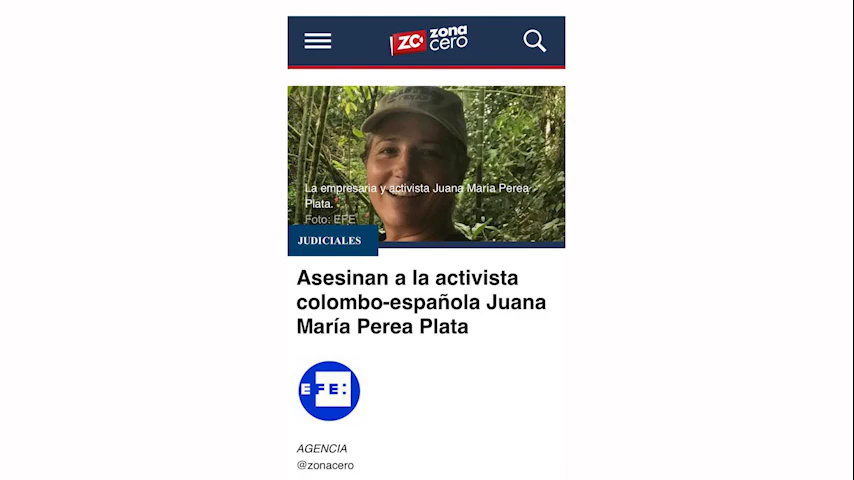 ZC
zona
cero
La empresaria y activista Juana María Perea
Plata.
Foto: EFE
JUDICIALES
Asesinan a la activista
colombo-española Juana
María Perea Plata
EFE:
AGENCIA
@zonacero